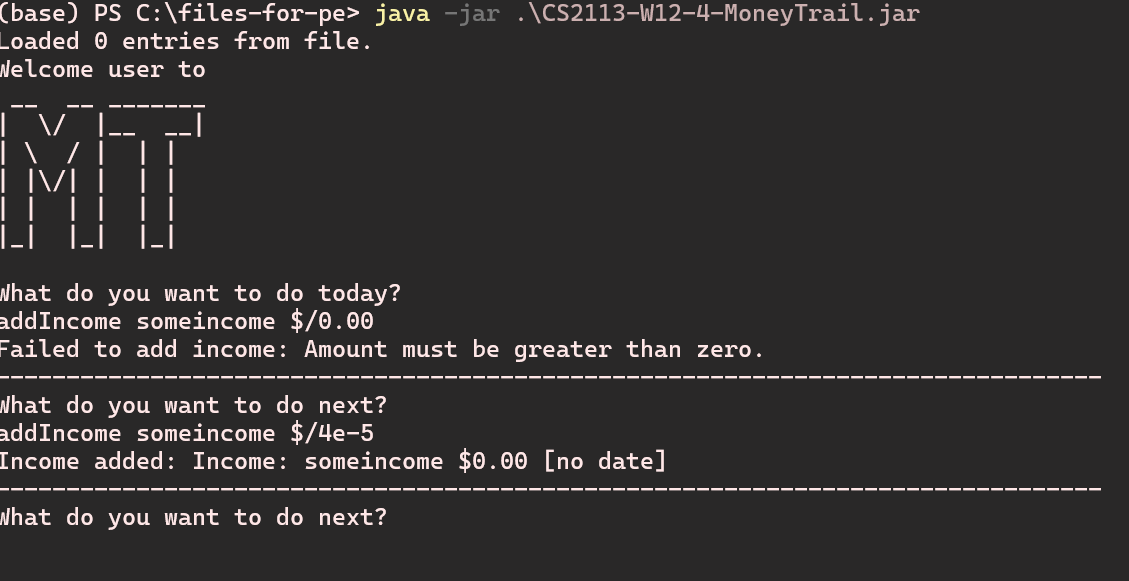 (base) PS C:\files-for-pe> java -jar .\CS2113-W12-4-MoneyTrail.jar
Loaded 0 entries from file.
Welcome user to
 __  __ _______
|  \/  |__   __|
| \  / |  | |
| |\/| |  | |
| |  | |  | |
|_|  |_|  |_|
What do you want to do today?
addIncome someincome $/0.00
Failed to add income: Amount must be greater than zero.
-------------------------------------------------------------------------------
What do you want to do next?
addIncome someincome $/4e-5
Income added: Income: someincome $0.00 [no date]
-------------------------------------------------------------------------------
What do you want to do next?